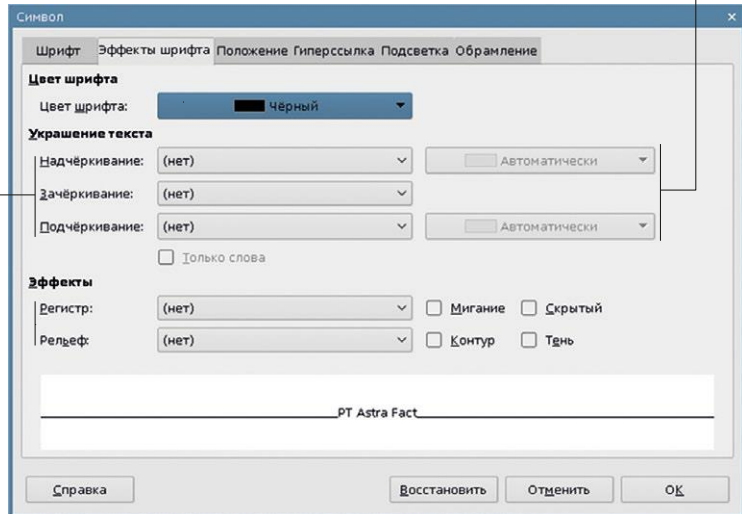 Символ
Шрифт Эффекты шрифта Положение Гиперссылка Подсветка Обрамление
Цвет шрифта
Цвет шрифта: Чёрный
Украшение текста
Надчёркивание: (нет) Автоматически
Зачёркивание: (нет)
Подчёркивание: (нет) Автоматически
Только слова
Эффекты
Регистр: (нет) Мигание Скрытый
Рельеф: (нет) Контур Тень
PT Astra Fact
Справка Восстановить Отменить ОК